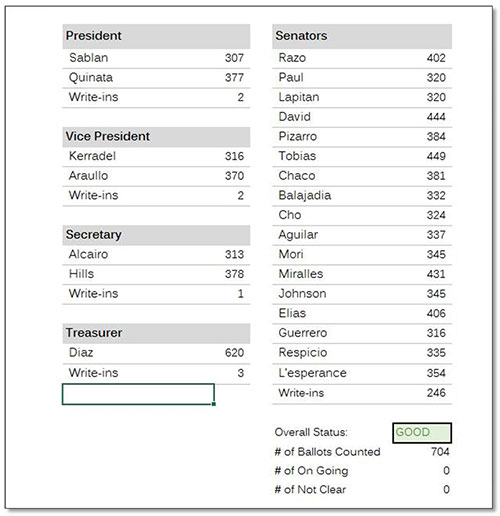 President
Sablan 307
Quinata 377
Write-ins 2
Vice President
Kerradel 316
Araullo 370
Write-ins 2
Secretary
Alcairo 313
Hills 378
Write-ins 1
Treasurer
Diaz 620
Write-ins 3
Senators
Razo 402
Paul 320
Lapitan 320
David 444
Pizarro 384
Tobias 449
Chaco 381
Balajadia 332
Cho 324
Aguilar 337
Mori 345
Miralles 431
Johnson 345
Elias 406
Guerrero 316
Respicio 335
L'esperance 354
Write-ins 246
Overall Status: GOOD
# of Ballots Counted 704
# of On Going 0
# of Not Clear 0